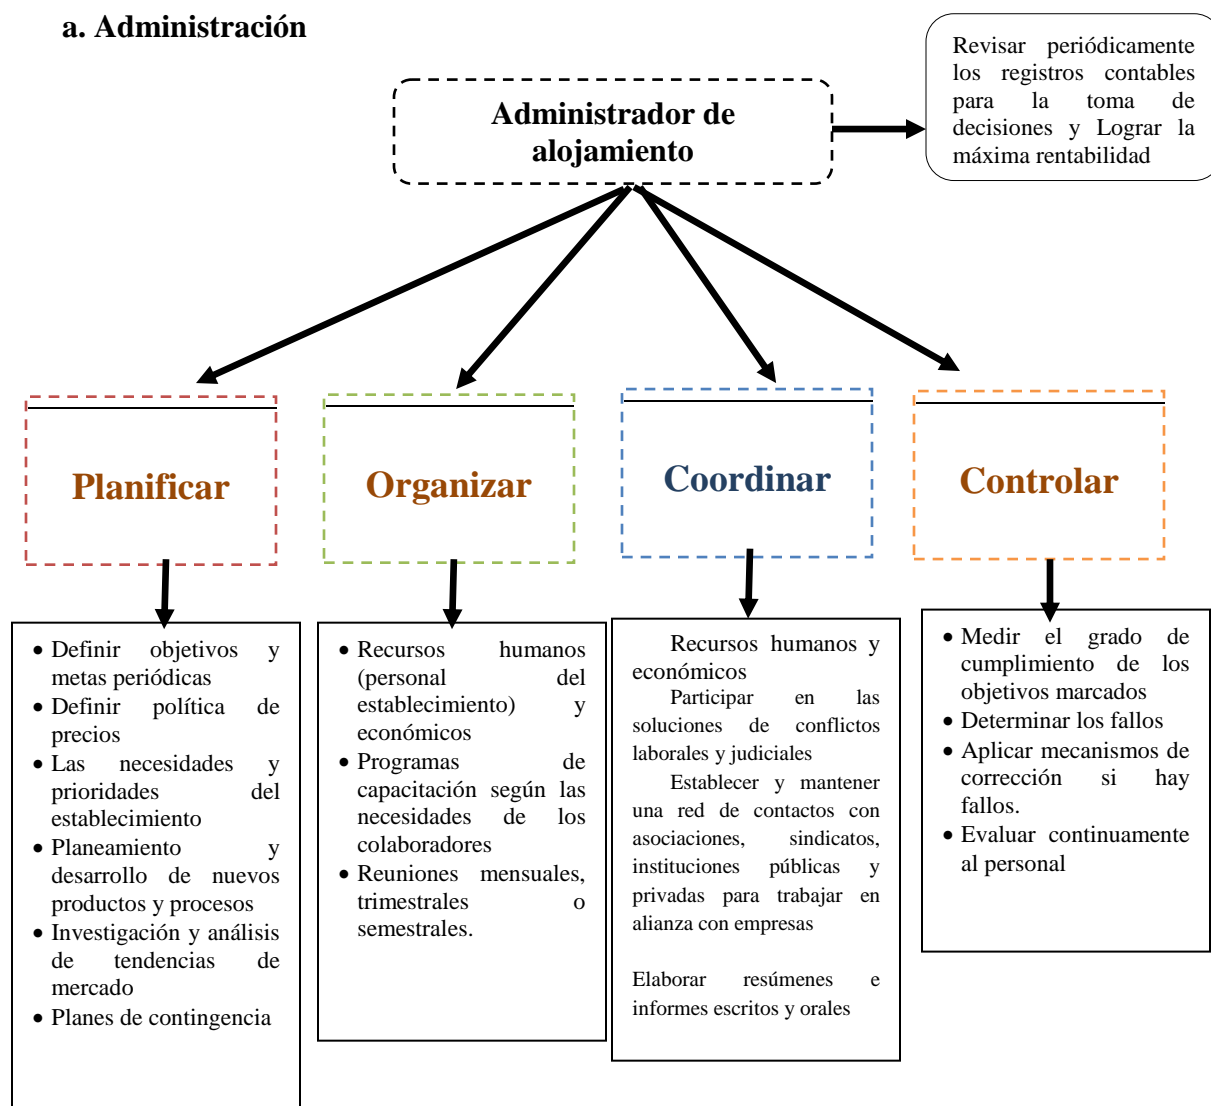 a. Administración
Administrador de
alojamiento
Revisar periódicamente
los registros contables
para la toma de
decisiones y Lograr la
máxima rentabilidad
Planificar
Organizar
Coordinar
Controlar
• Definir objetivos y
metas periódicas
• Definir política de
precios
• Las necesidades y
prioridades del
establecimiento
• Planeamiento y
desarrollo de nuevos
productos y procesos
• Investigación y análisis
de tendencias de
mercado
• Planes de contingencia
• Recursos humanos
(personal del
establecimiento) y
económicos
• Programas de
capacitación según las
necesidades de los
colaboradores
• Reuniones mensuales,
trimestrales o
semestrales.
Recursos humanos y
económicos
Participar en las
soluciones de conflictos
laborales y judiciales
Establecer y mantener
una red de contactos con
asociaciones, sindicatos,
instituciones públicas y
privadas para trabajar en
alianza con empresas
Elaborar resúmenes e
informes escritos y orales
• Medir el grado de
cumplimiento de los
objetivos marcados
• Determinar los fallos
• Aplicar mecanismos de
corrección si hay
fallos.
• Evaluar continuamente
al personal